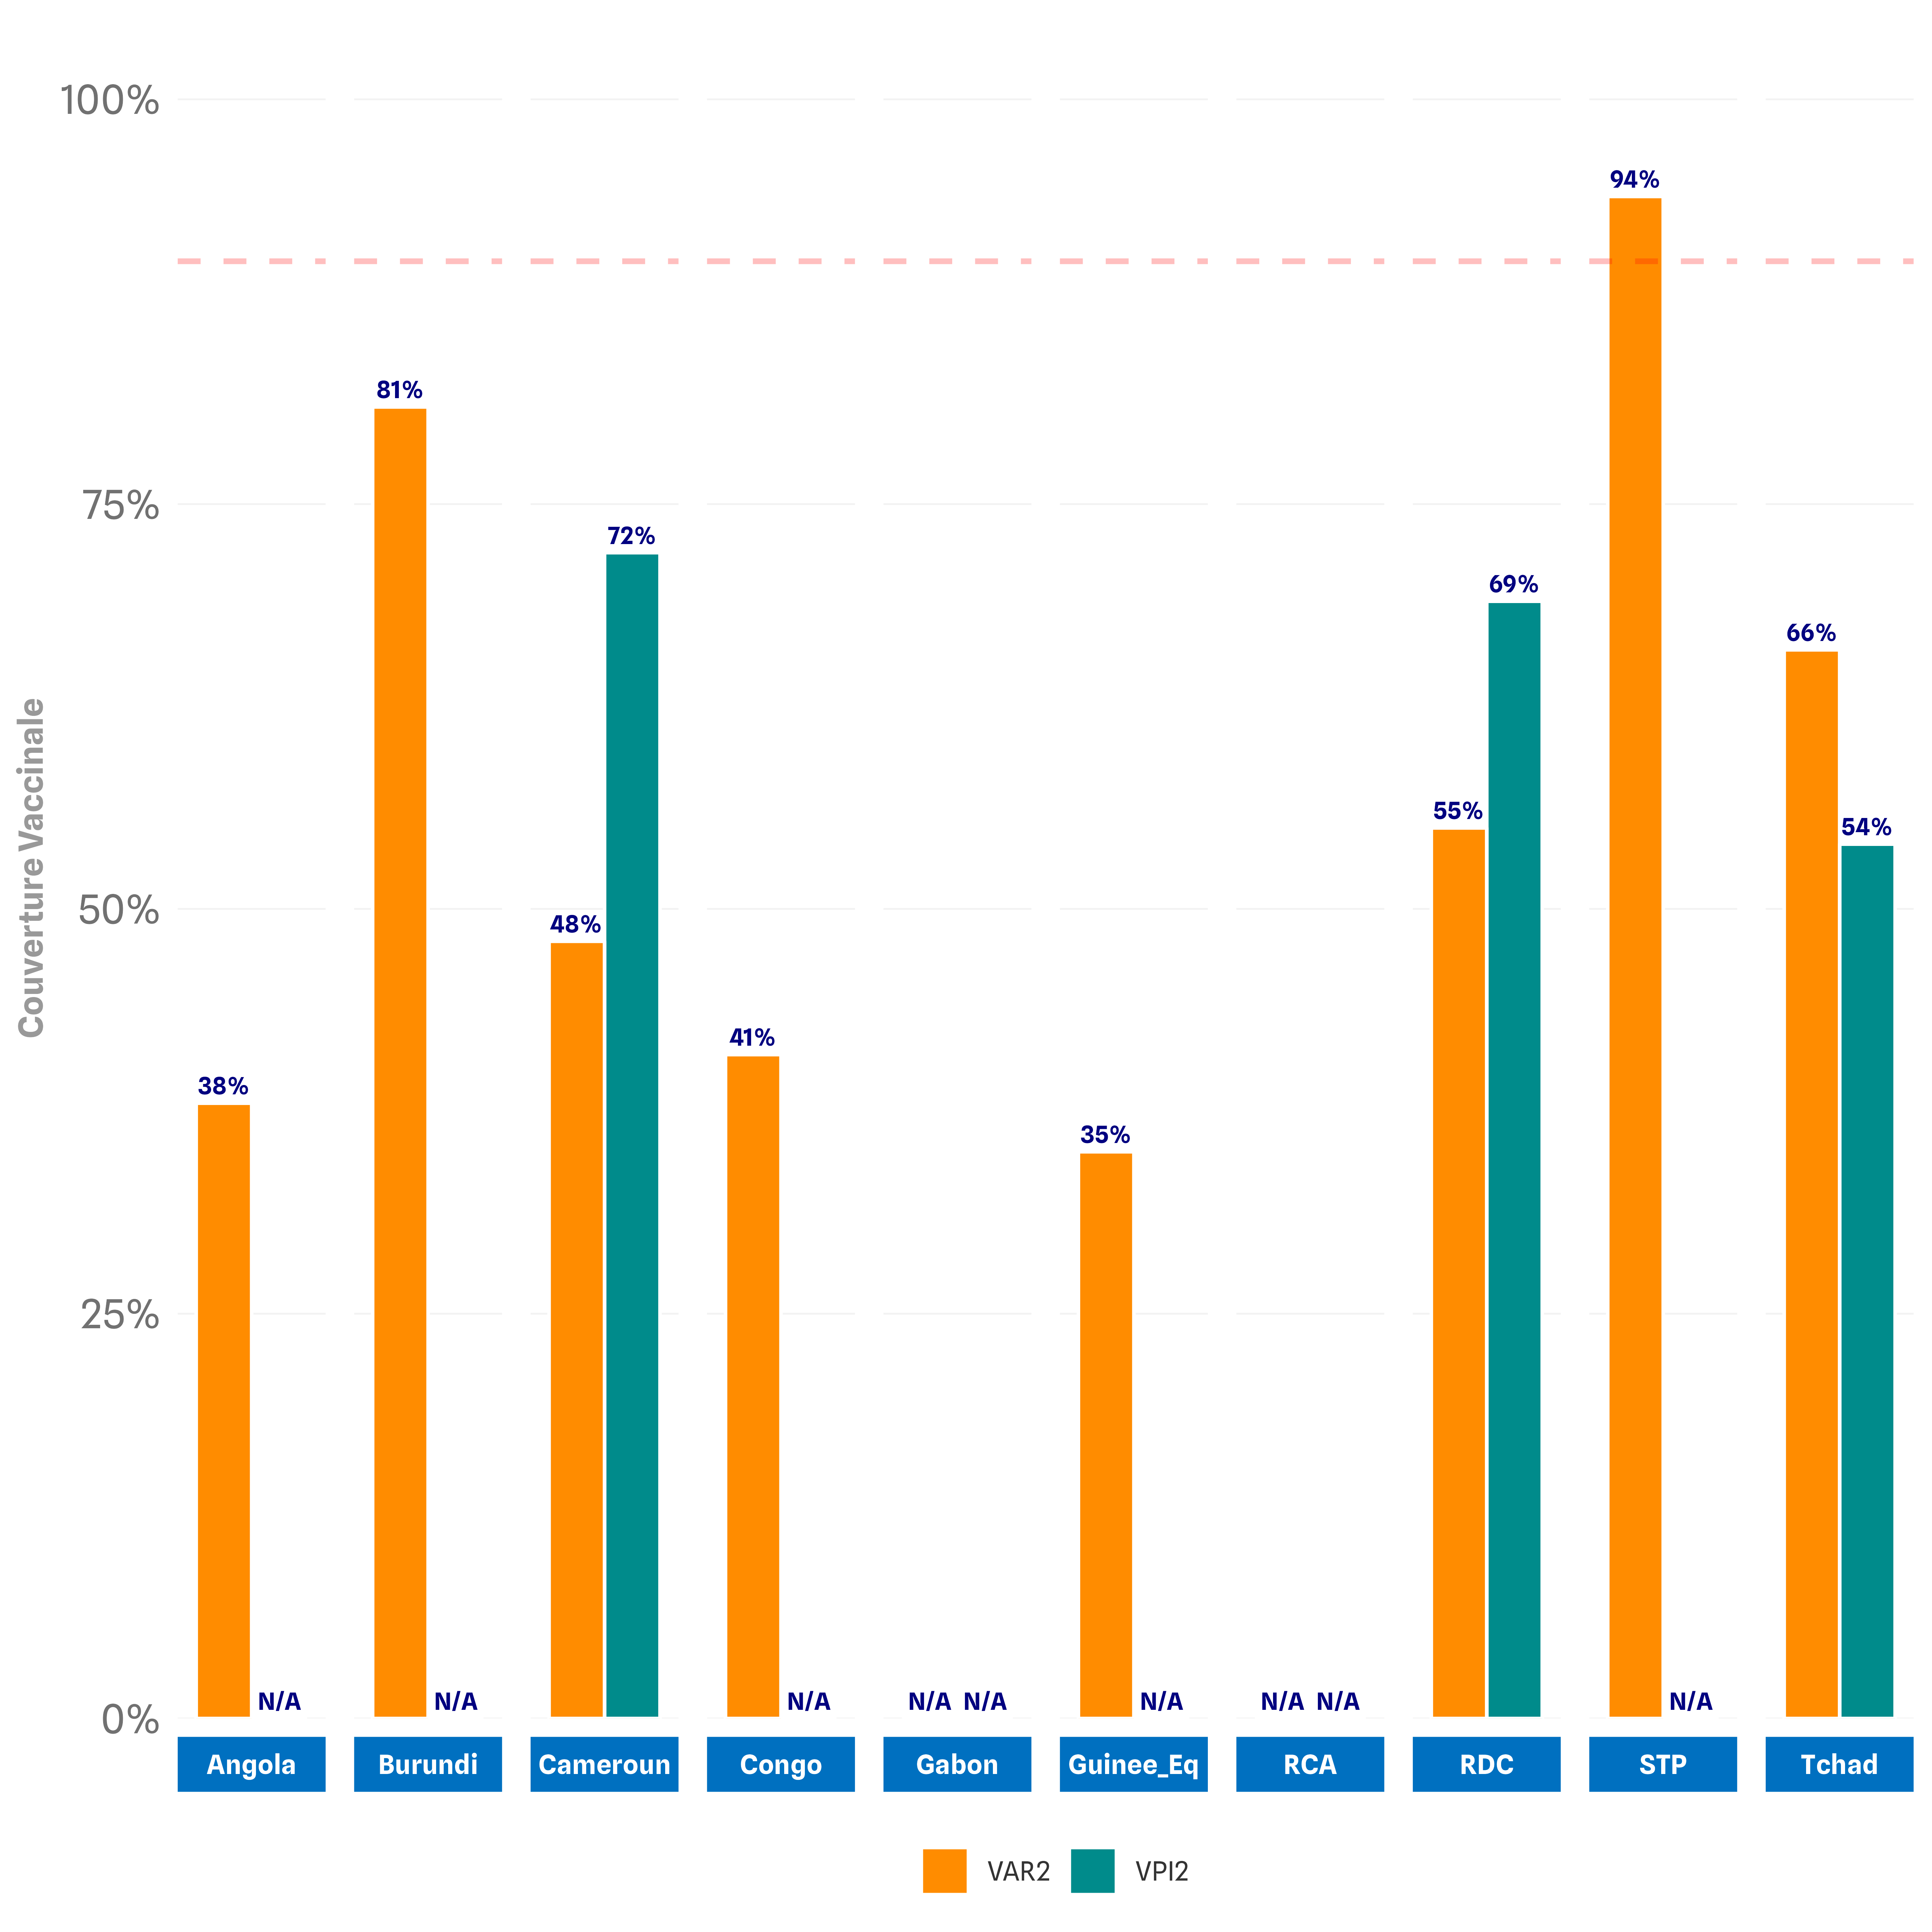 100%
75%
50%
25%
0%
Couverture Vaccinale
38% N/A
81% N/A
48% 72%
41% N/A
N/A N/A
35% N/A
N/A N/A
55% 69%
94% N/A
66% 54%
Angola Burundi Cameroun Congo Gabon Guinee_Eq RCA RDC STP Tchad
VAR2 VPI2